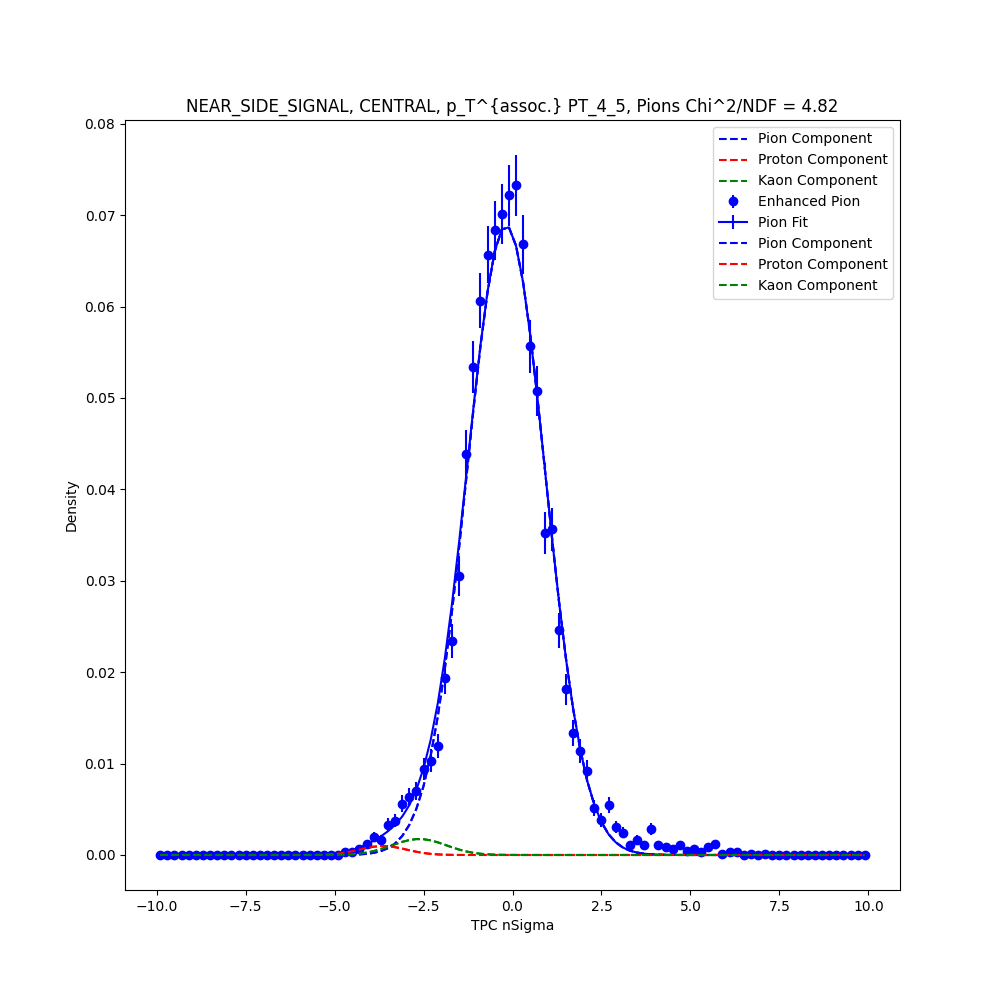 NEAR_SIDE_SIGNAL, CENTRAL, p_T^{assoc.} PT_4_5, Pions Chi^2/NDF = 4.82
Pion Component
Proton Component
Kaon Component
Enhanced Pion
Pion Fit
Pion Component
Proton Component
Kaon Component
Density
0.08
0.07
0.06
0.05
0.04
0.03
0.02
0.01
0.00
−10.0 −7.5 −5.0 −2.5 0.0 2.5 5.0 7.5 10.0
TPC nSigma